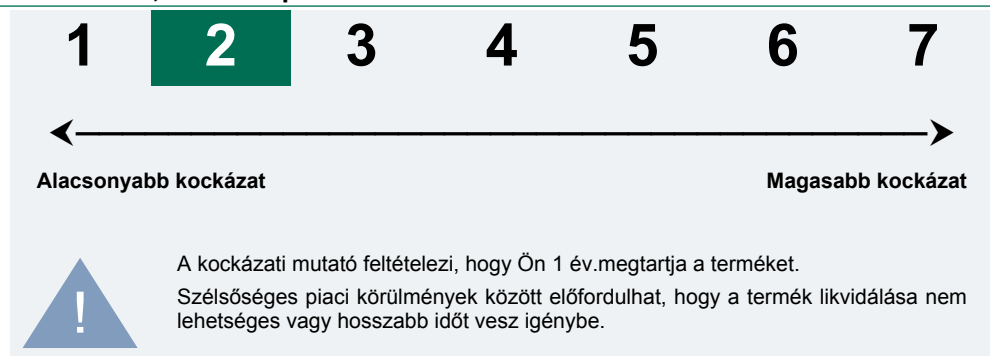 1 2 3 4 5 6 7
Alacsonyabb kockázat Magasabb kockázat
A kockázati mutató feltételezi, hogy Ön 1 év.megtartja a terméket.
!
Szélsőséges piaci körülmények között előfordulhat, hogy a termék likvidálása nem
lehetséges vagy hosszabb időt vesz igénybe.